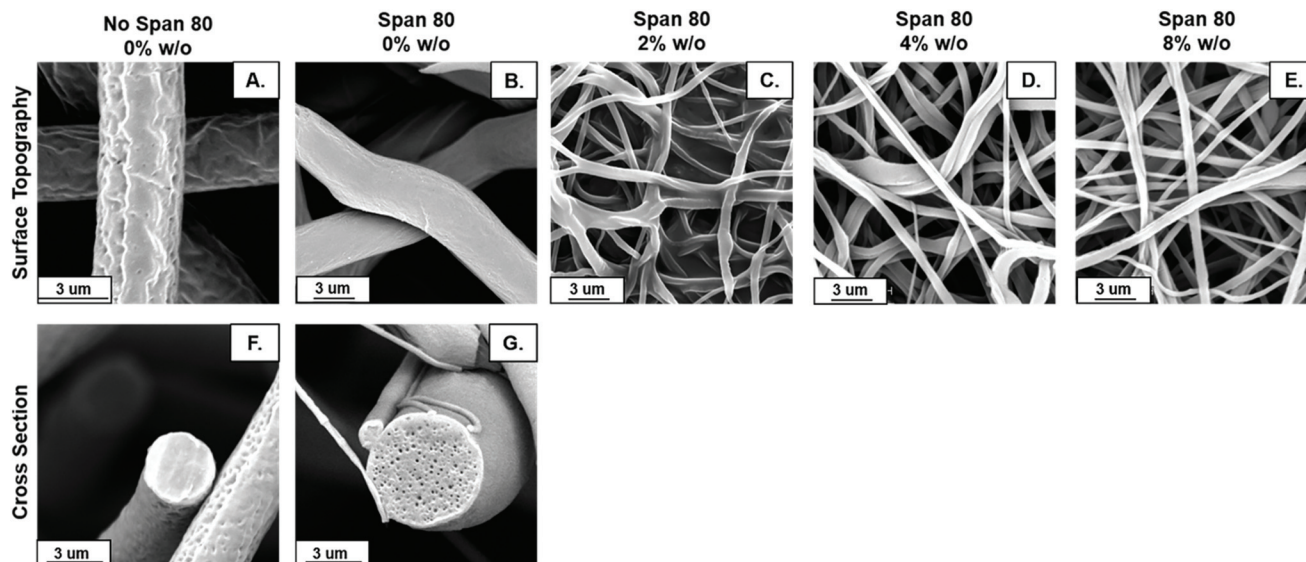 No Span 80
0% w/o
Span 80
0% w/o
Span 80
2% w/o
Span 80
4% w/o
Span 80
8% w/o
Surface Topography
A.
B.
C.
D.
E.
3 um
3 um
3 um
3 um
3 um
Cross Section
F.
G.
3 um
3 um